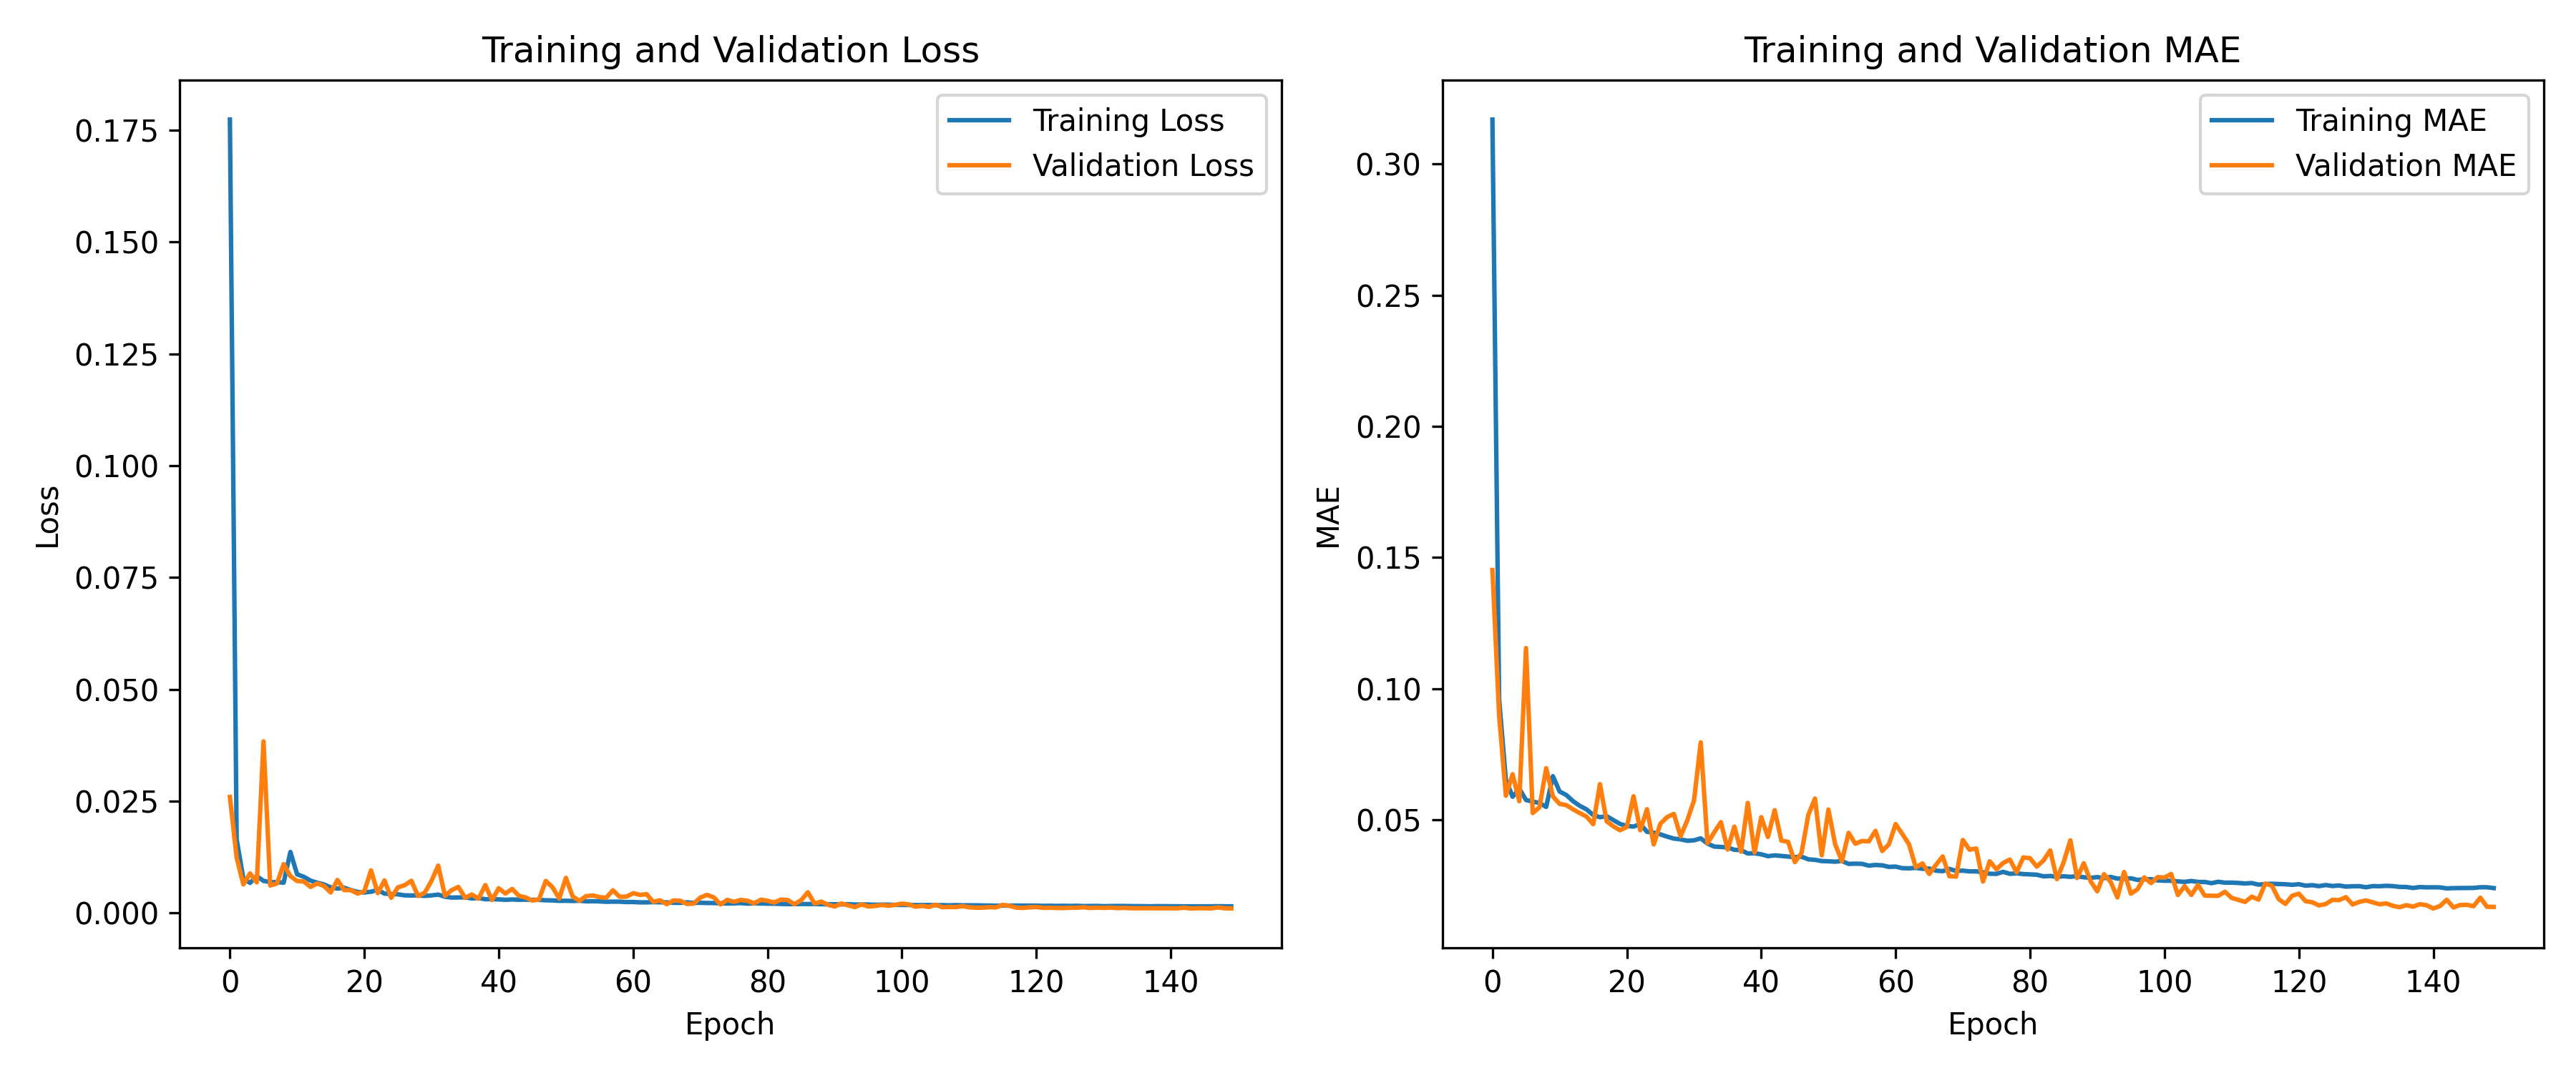 Training and Validation Loss
0.175
0.150
0.125
0.100
0.075
0.050
0.025
0.000
Loss
0 20 40 60 80 100 120 140
Epoch
Training Loss
Validation Loss
Training and Validation MAE
0.30
0.25
0.20
0.15
0.10
0.05
MAE
0 20 40 60 80 100 120 140
Epoch
Training MAE
Validation MAE